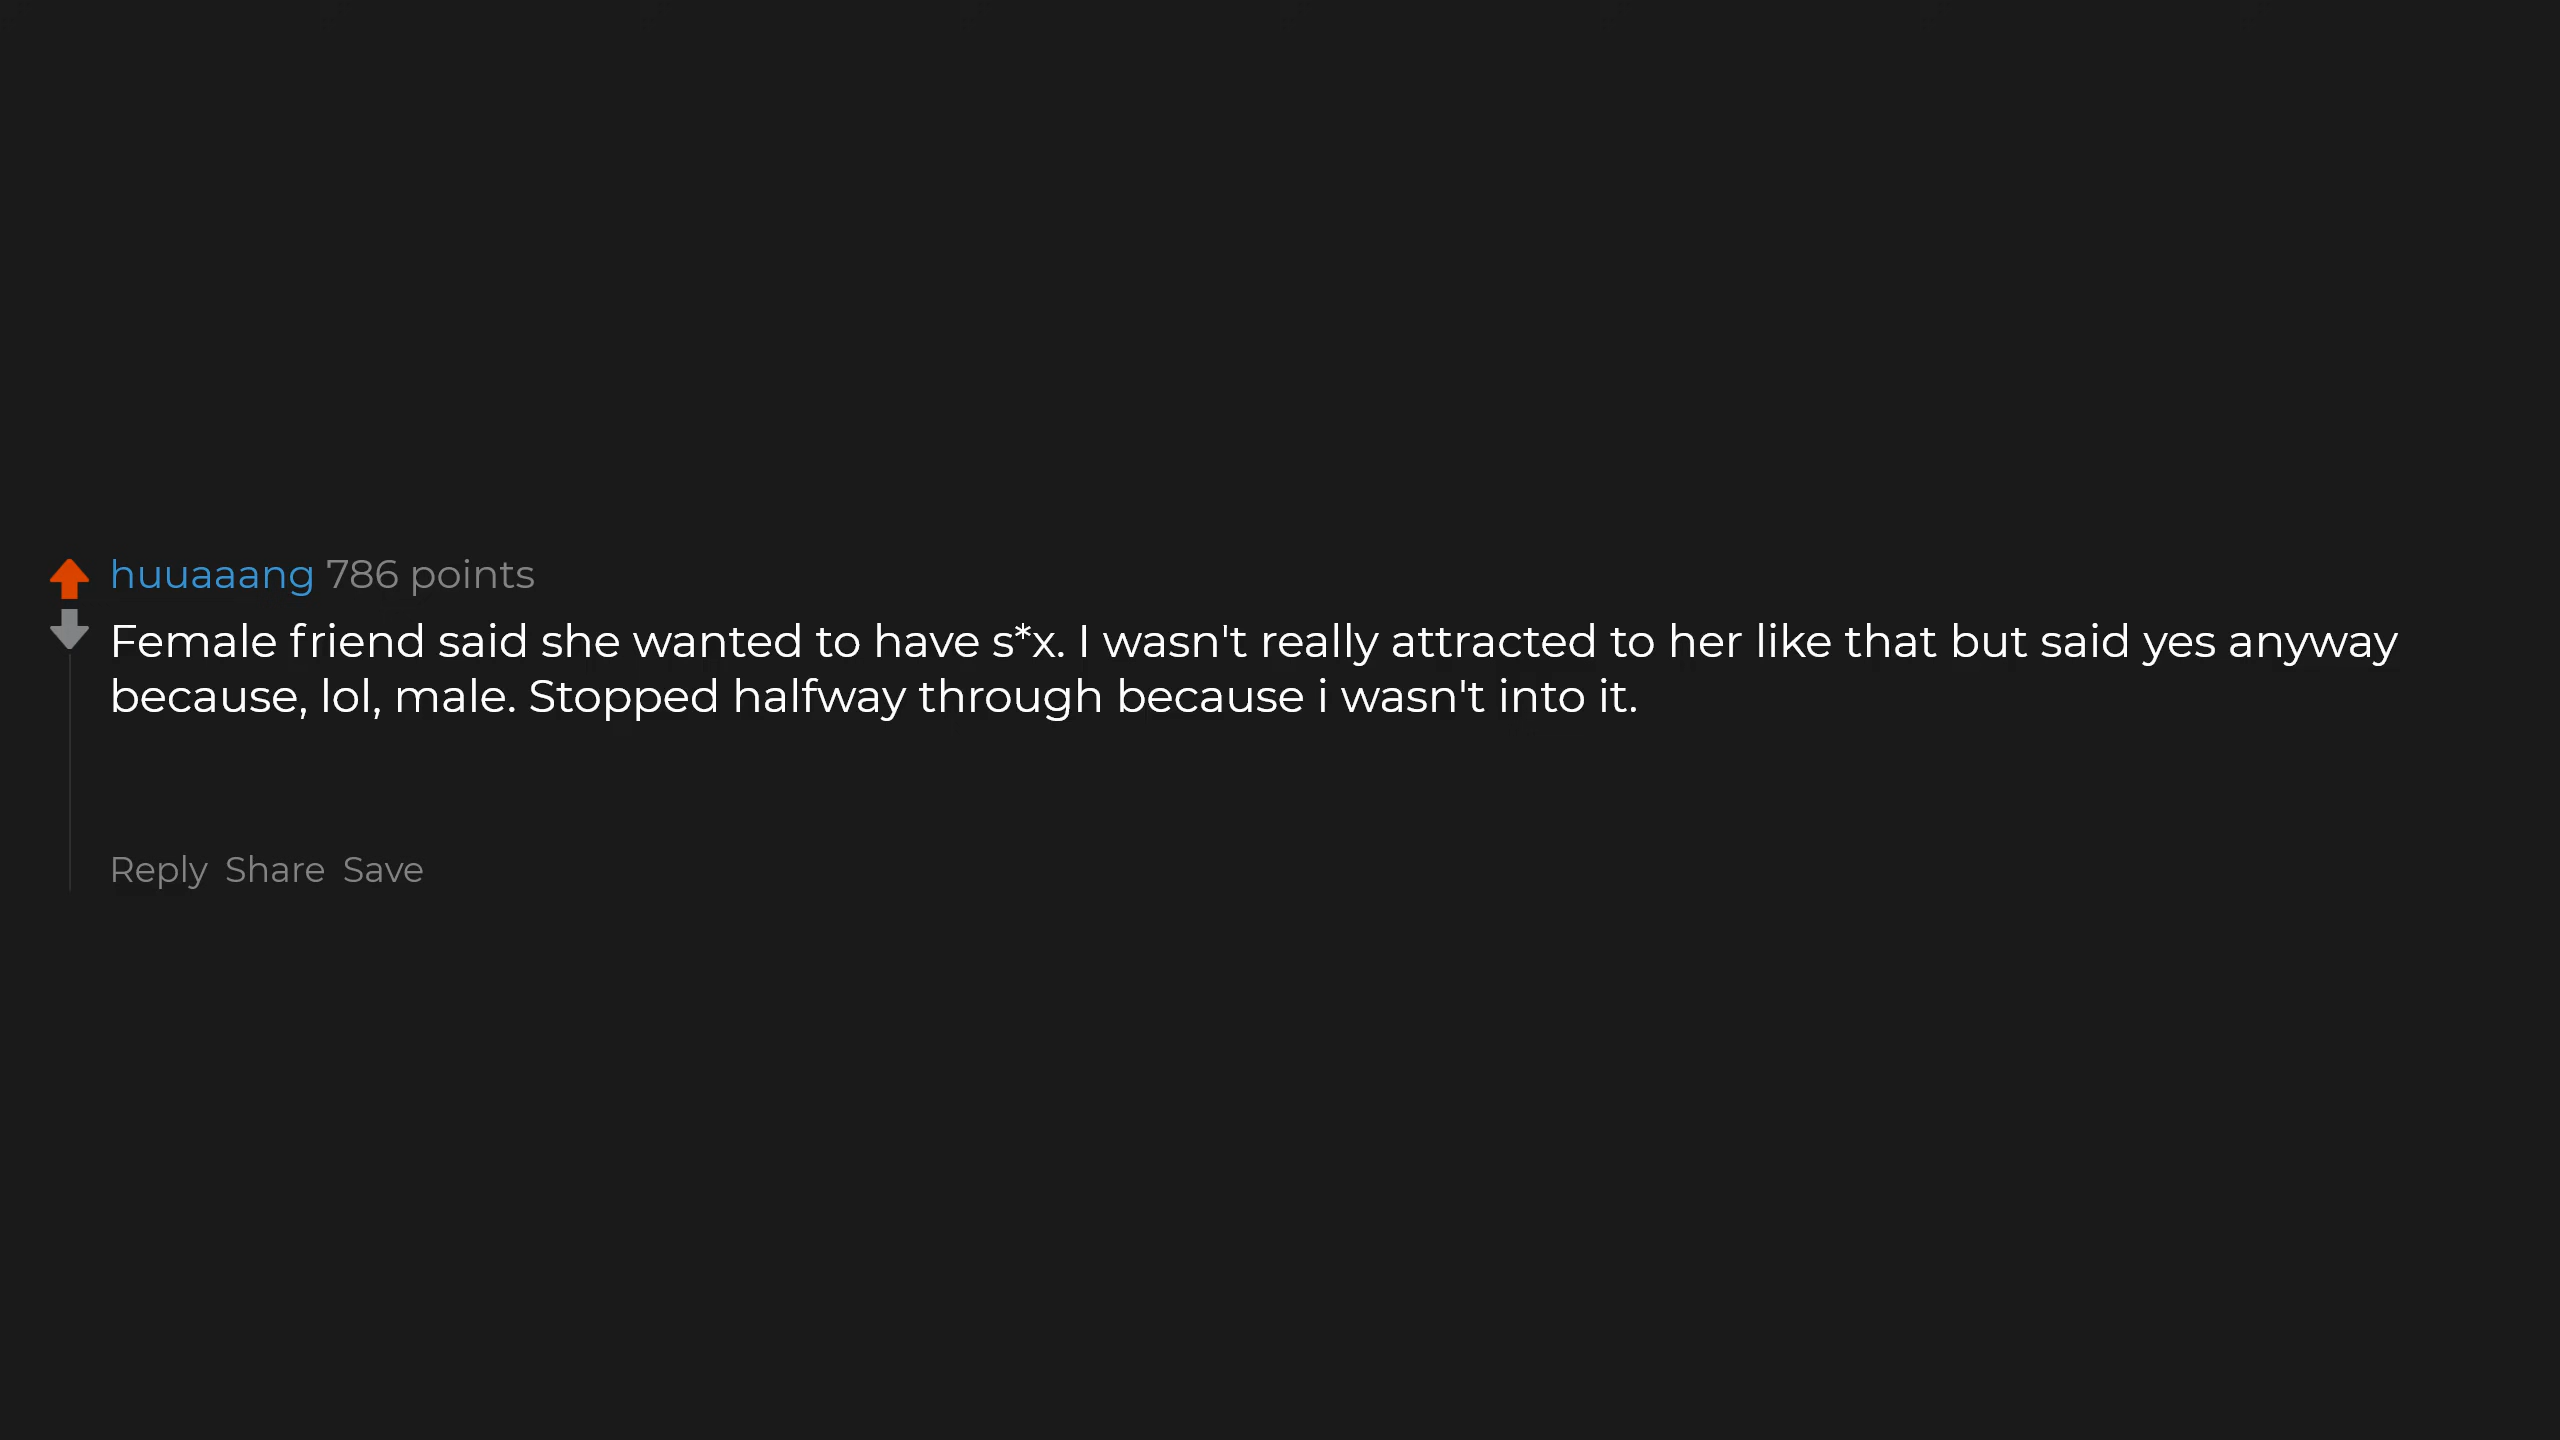 huuaaang 786 points
Female friend said she wanted to have s*x. I wasn't really attracted to her like that but said yes anyway
because, lol, male. Stopped halfway through because i wasn't into it.
Reply Share Save